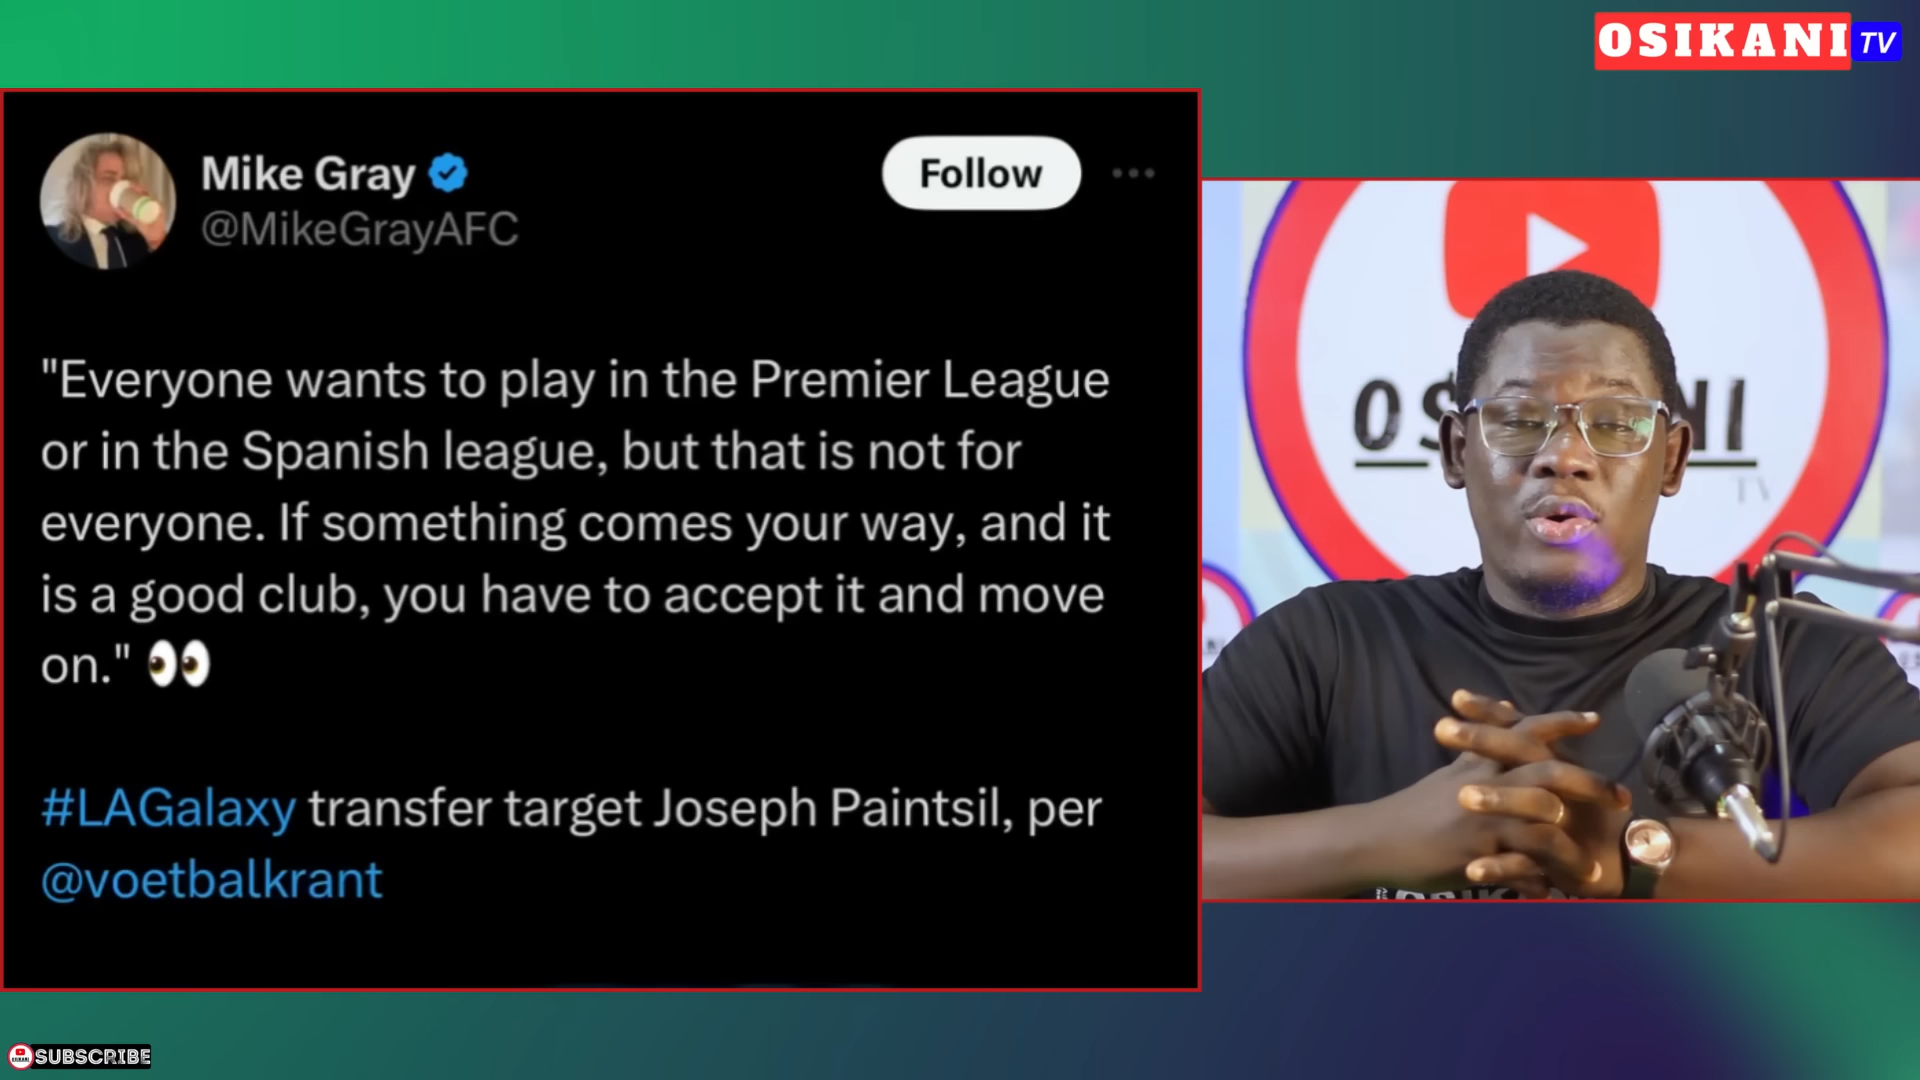 OSIKANI TV
Mike Gray
@MikeGrayAFC
Follow
"Everyone wants to play in the Premier League
or in the Spanish league, but that is not for
everyone. If something comes your way, and it
is a good club, you have to accept it and move
on." 👀
#LAGalaxy transfer target Joseph Paintsil, per
@voetbalkrant
TV
SUBSCRIBE